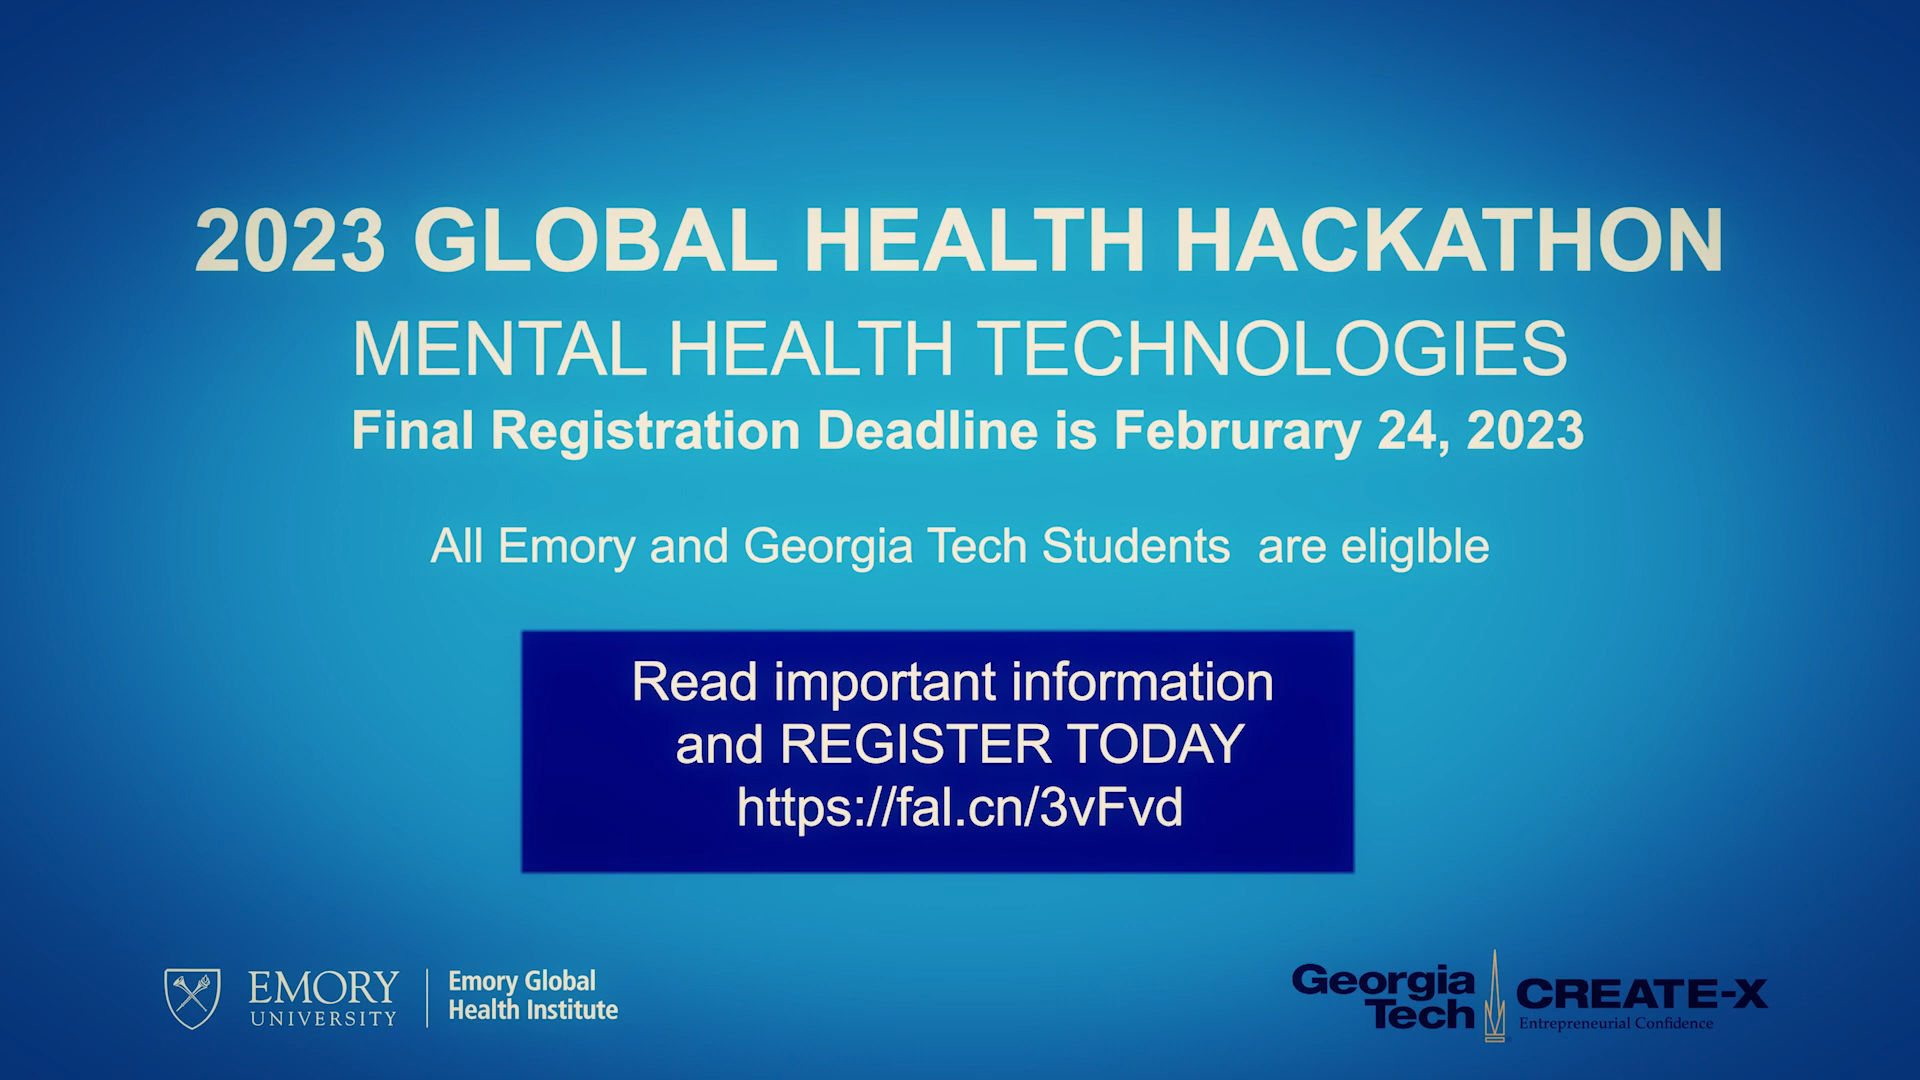 2023 GLOBAL HEALTH HACKATHON
MENTAL HEALTH TECHNOLOGIES
Final Registration Deadline is Februrary 24, 2023
All Emory and Georgia Tech Students  are eligIble
Read important information
and REGISTER TODAY
https://fal.cn/3vFvd
EMORY
UNIVERSITY
Emory Global
Health Institute
Georgia
Tech
CREATE-X
Entrepreneurial Confidence